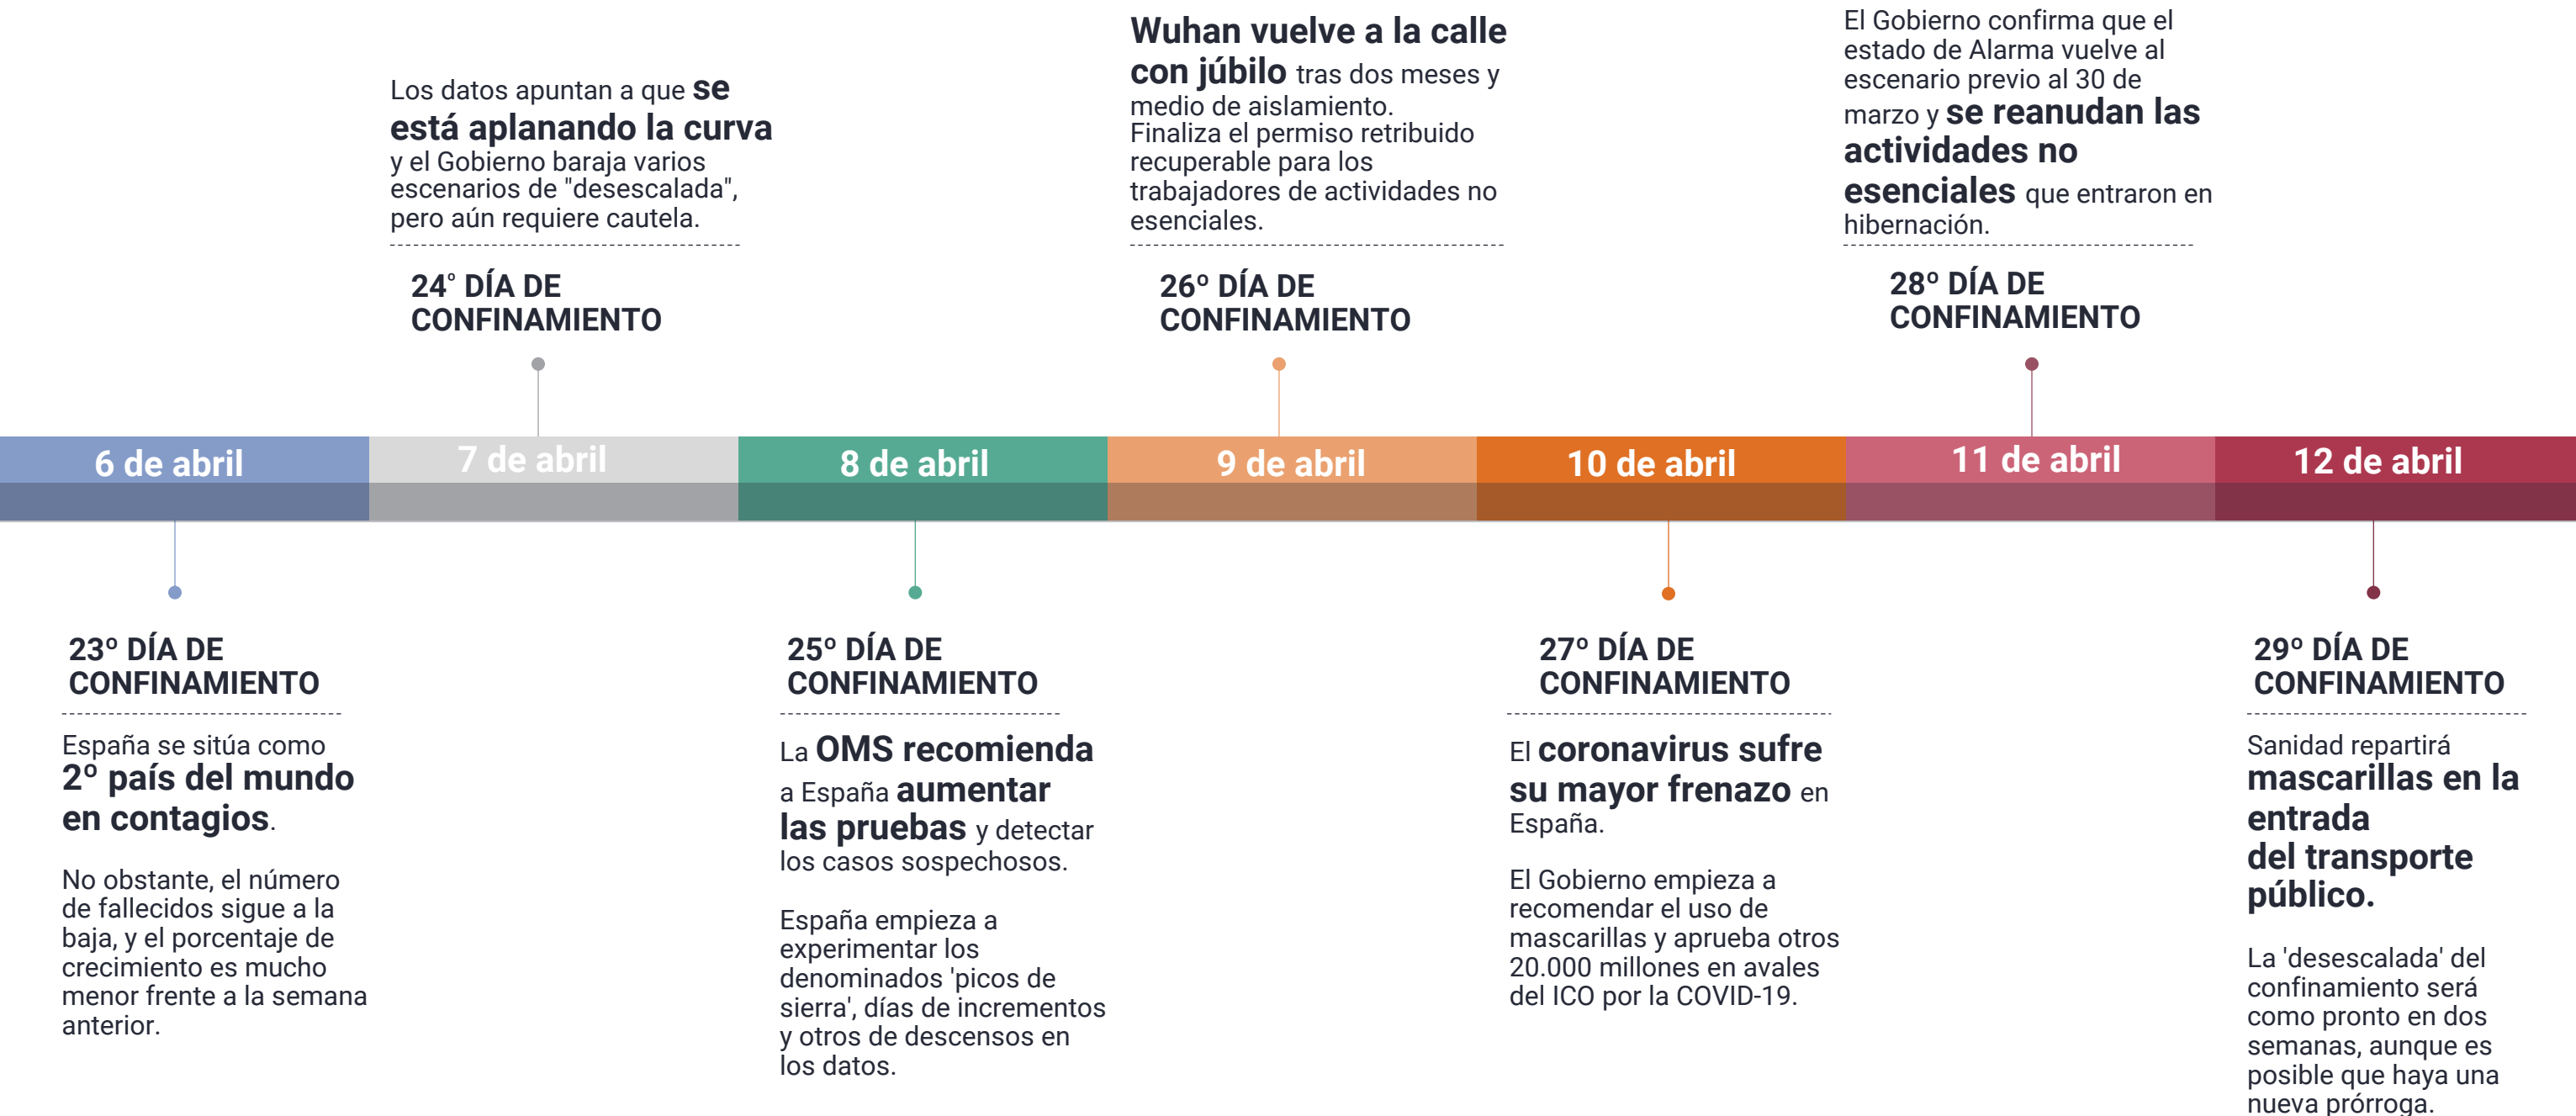 Los datos apuntan a que se
está aplanando la curva
y el Gobierno baraja varios
escenarios de "desescalada",
pero aún requiere cautela.
24º DÍA DE
CONFINAMIENTO
Wuhan vuelve a la calle
con júbilo tras dos meses y
medio de aislamiento.
Finaliza el permiso retribuido
recuperable para los
trabajadores de actividades no
esenciales.
26º DÍA DE
CONFINAMIENTO
El Gobierno confirma que el
estado de Alarma vuelve al
escenario previo al 30 de
marzo y se reanudan las
actividades no
esenciales que entraron en
hibernación.
28º DÍA DE
CONFINAMIENTO
6 de abril
7 de abril
8 de abril
9 de abril
10 de abril
11 de abril
12 de abril
23º DÍA DE
CONFINAMIENTO
España se sitúa como
2º país del mundo
en contagios.
No obstante, el número
de fallecidos sigue a la
baja, y el porcentaje de
crecimiento es mucho
menor frente a la semana
anterior.
25º DÍA DE
CONFINAMIENTO
La OMS recomienda
a España aumentar
las pruebas y detectar
los casos sospechosos.
España empieza a
experimentar los
denominados 'picos de
sierra', días de incrementos
y otros de descensos en
los datos.
27º DÍA DE
CONFINAMIENTO
El coronavirus sufre
su mayor frenazo en
España.
El Gobierno empieza a
recomendar el uso de
mascarillas y aprueba otros
20.000 millones en avales
del ICO por la COVID-19.
29º DÍA DE
CONFINAMIENTO
Sanidad repartirá
mascarillas en la
entrada
del transporte
público.
La 'desescalada' del
confinamiento será
como pronto en dos
semanas, aunque es
posible que haya una
nueva prórroga.